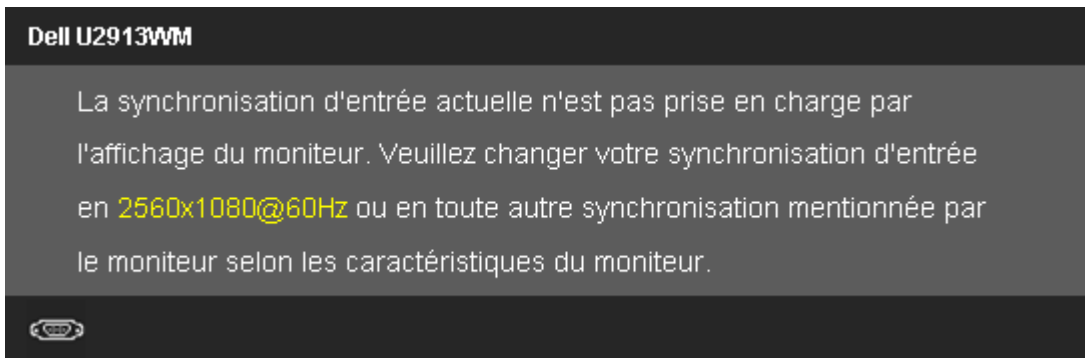 Dell U2913WM
La synchronisation d'entrée actuelle n'est pas prise en charge par
l'affichage du moniteur. Veuillez changer votre synchronisation d'entrée
en 2560x1080@60Hz ou en toute autre synchronisation mentionnée par
le moniteur selon les caractéristiques du moniteur.